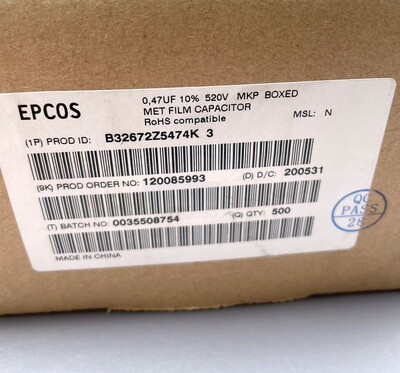 EPCOS
0,47UF 10% 520V MKP BOXED
MET FILM CAPACITOR
RoHS compatible
MSL: N
(1P) PROD ID: B32672Z5474K 3
(9K) PROD ORDER NO: 120085993 (D) D/C: 200531
(T) BATCH NO: 0035508754 (Q) QTY: 500
MADE IN CHINA
QC
PASS
28